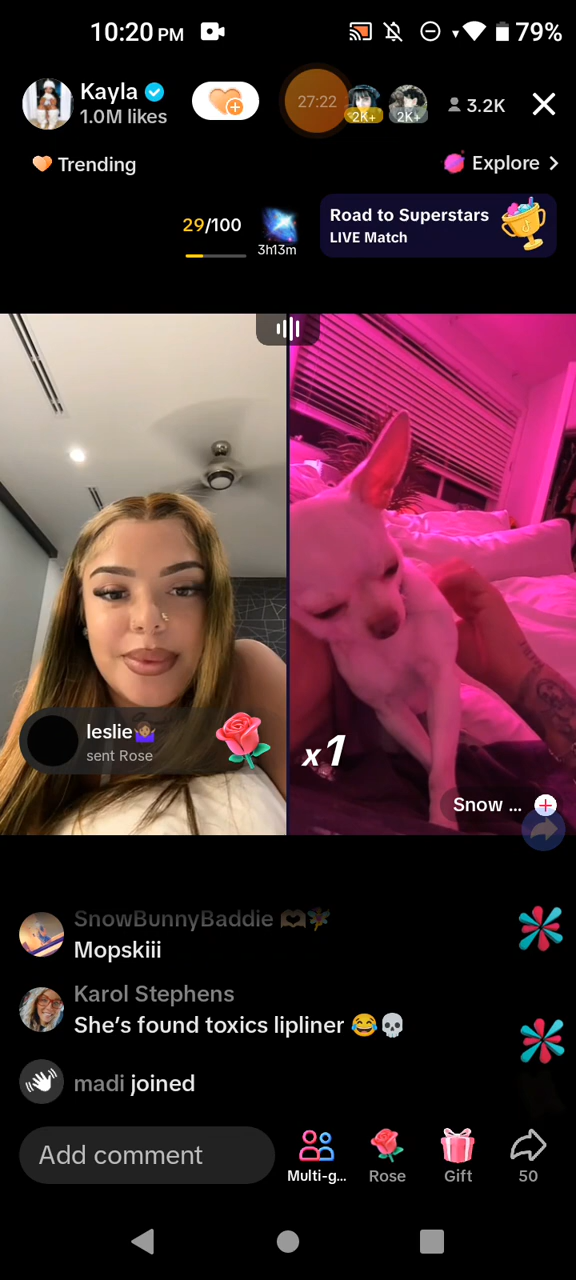 10:20 PM
79%
Kayla
1.0M likes
27:22
2K+
2K+
3.2K
Trending
Explore
29/100
3h13m
Road to Superstars
LIVE Match
leslie
sent Rose
x1
Snow ...
SnowBunnyBaddie
Mopskiii
Karol Stephens
She’s found toxics lipliner 😂💀
madi joined
Add comment
Multi-g...
Rose
Gift
50